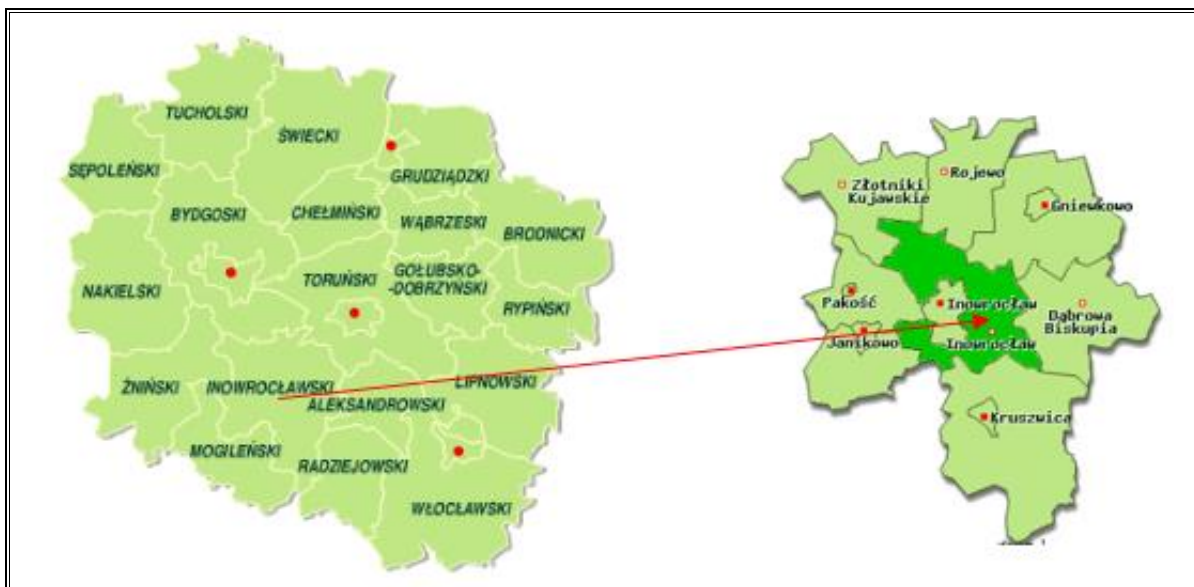 TUCHOLSKI
ŚWIECKI
SĘPOLEŃSKI
GRUDZIĄDZKI
BYDGOSKI
CHEŁMIŃSKI
WĄBRZESKI
BRODNICKI
NAKIELSKI
TORUŃSKI
GOŁUBSKO-
-DOBRZYŃSKI
RYPIŃSKI
ŻNIŃSKI
INOWROCŁAWSKI
LIPNOWSKI
ALEKSANDROWSKI
MOGILEŃSKI
RADZIEJOWSKI
WŁOCŁAWSKI
Złotniki
Kujawskie
Rojewo
Gniewkowo
Pakość
Inowrocław
Dąbrowa
Biskupia
Janikowo
Inowrocław
Kruszwica